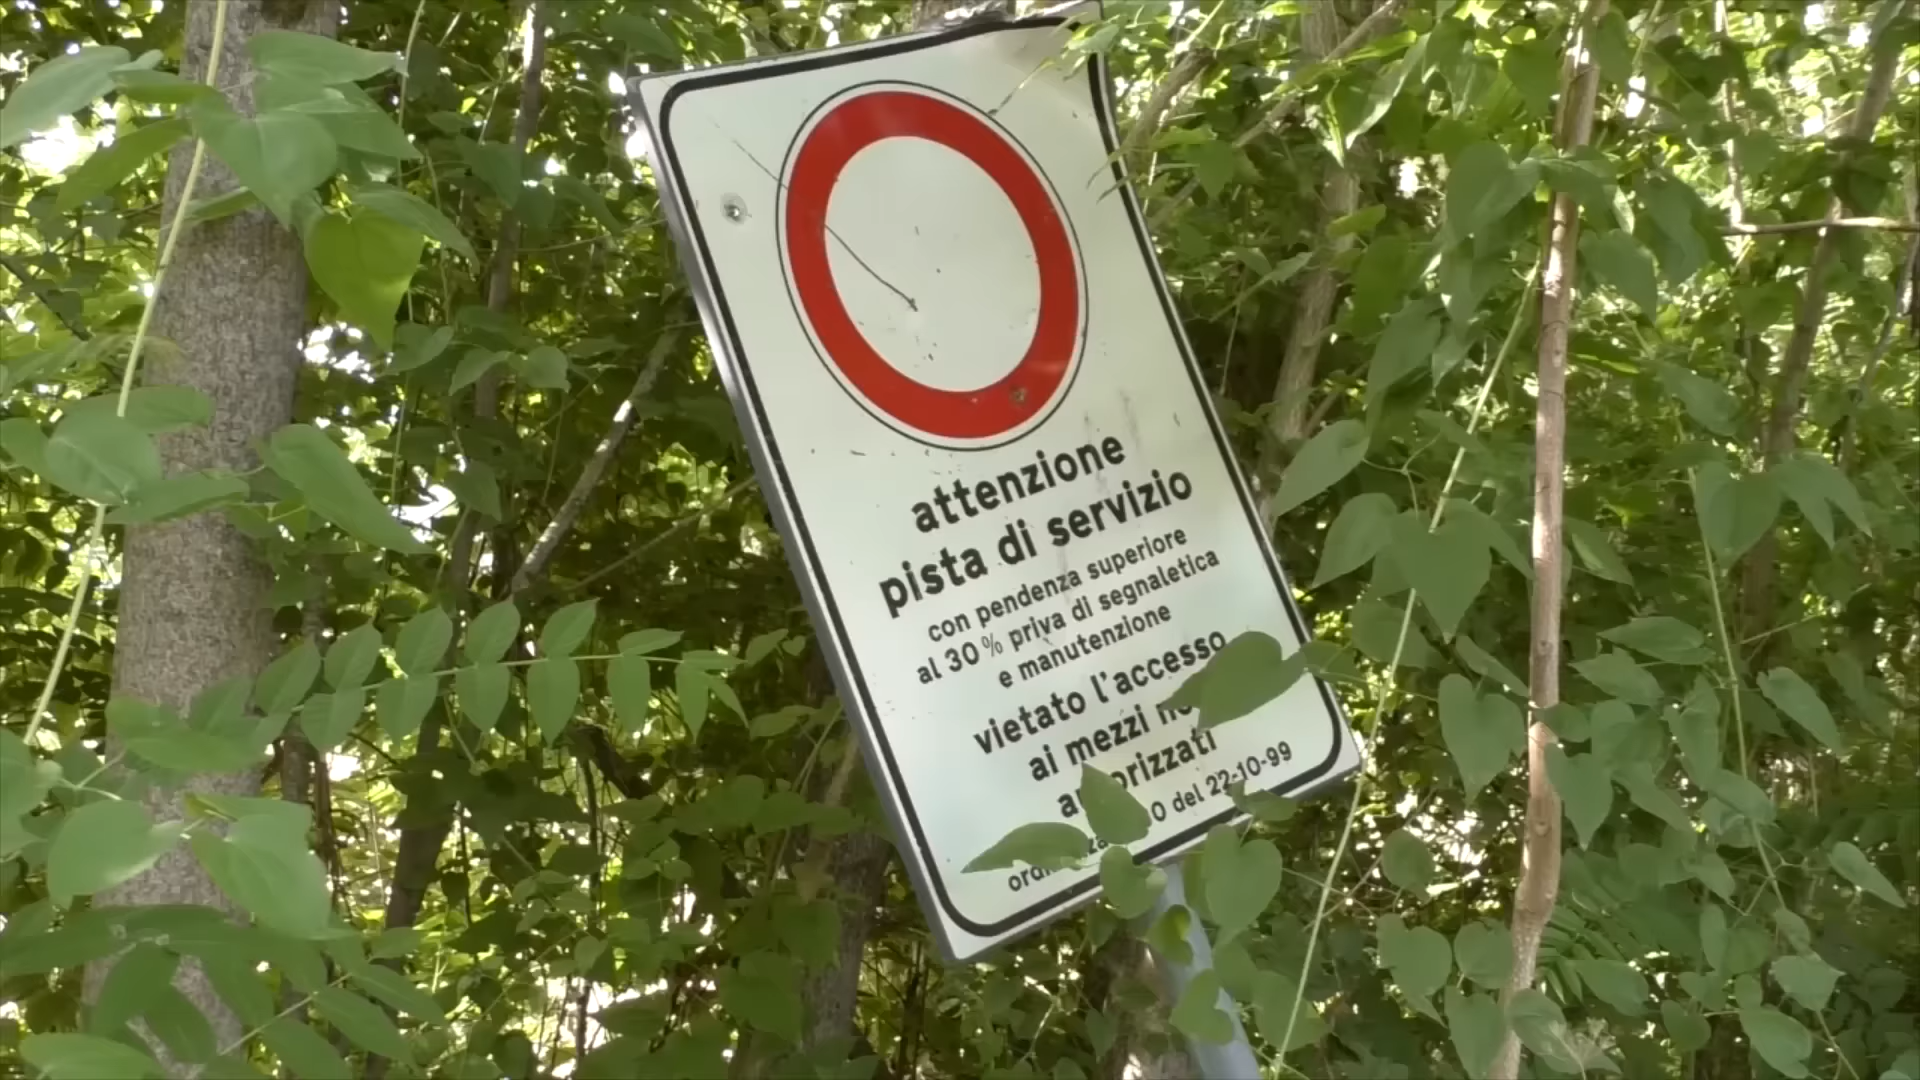 attenzione
pista di servizio
con pendenza superiore
al 30% priva di segnaletica
e manutenzione
vietato l'accesso
ai mezzi
del 22-10-99